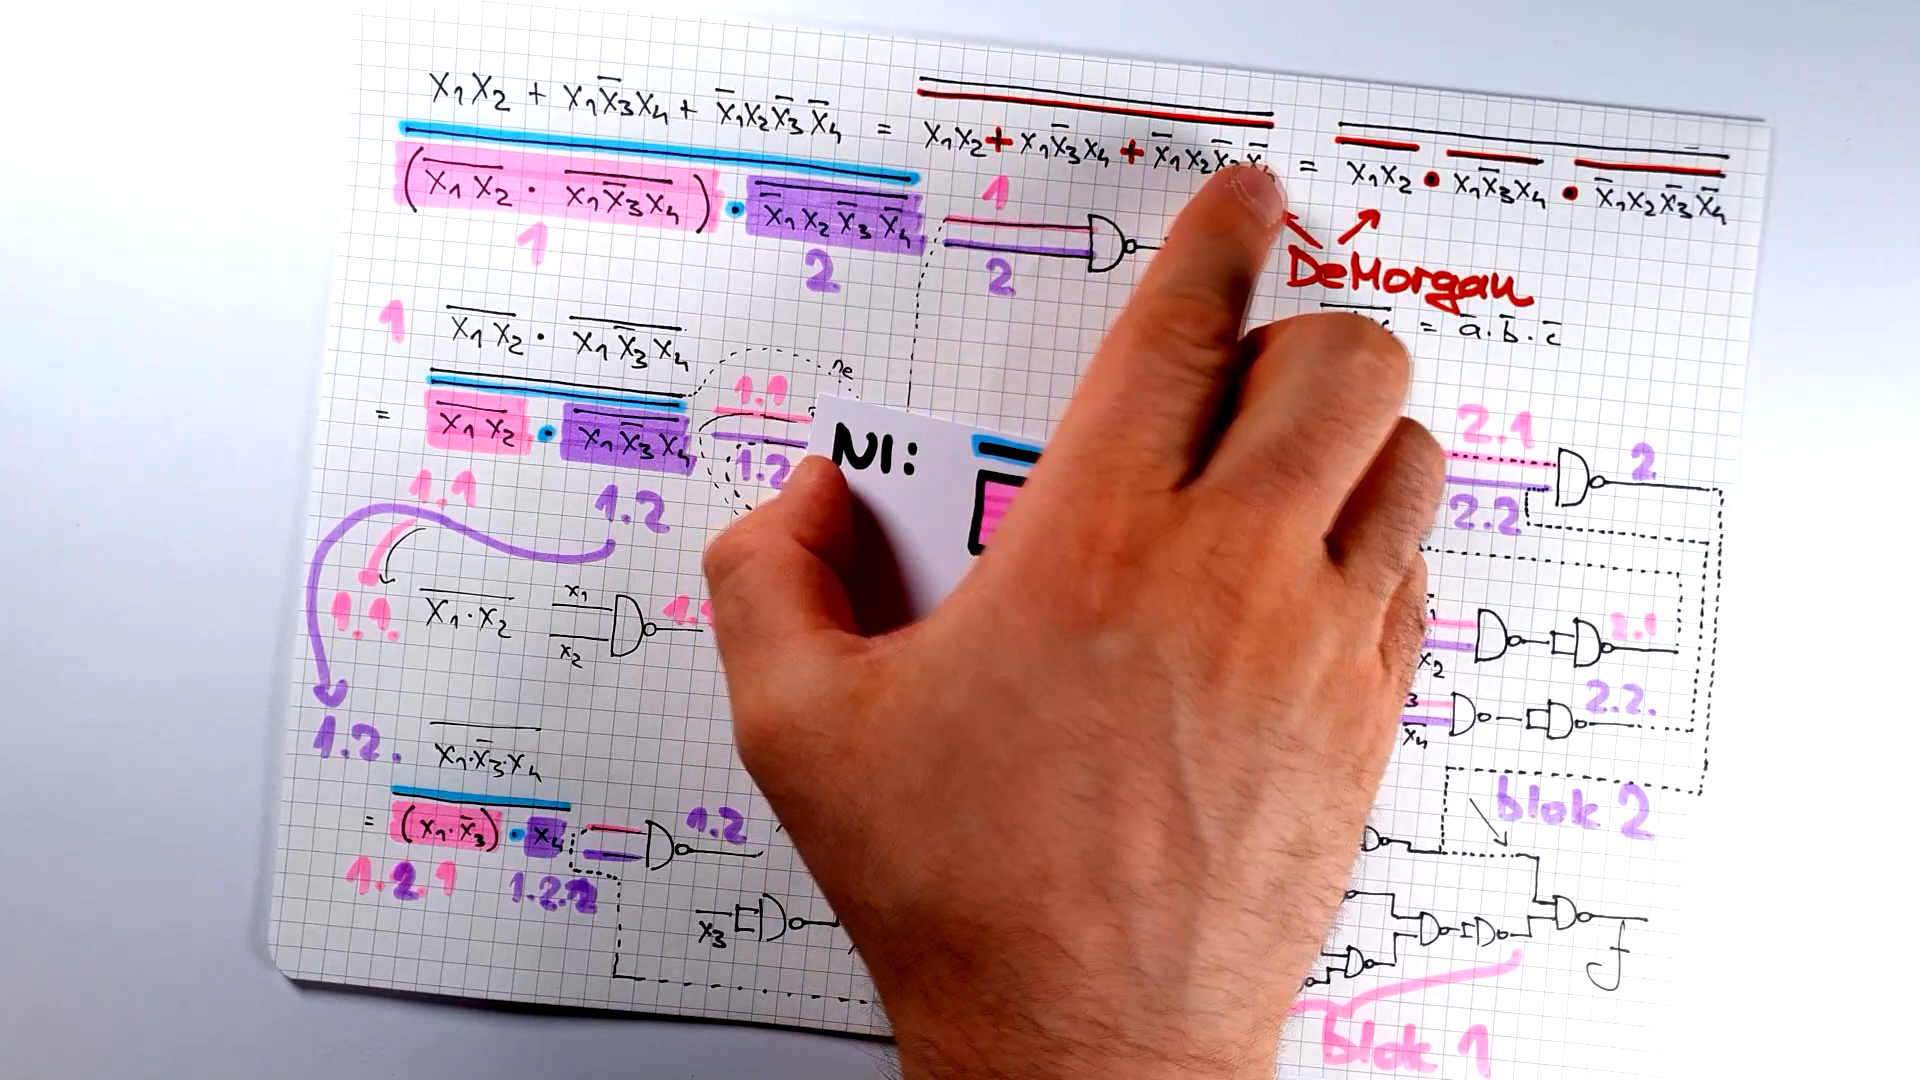 x₁x₂ + x₁x̅₃x₄ + x̅₁x₂x̅₃x̅₄ = x₁x₂ + x₁x̅₃x₄ + x̅₁x₂x̅₃ = x₁x₂ • x₁x̅₃x₄ • x̅₁x₂x̅₃x̅₄
(x₁x₂ · x₁x̅₃x₄) • x̅₁x₂x̅₃x̅₄
1
2
1
2
DeMorgan
= a̅.b̅.c̅
1
x₁x₂ · x₁x̅₃x₄
ne
= x₁x₂ • x₁x̅₃x₄
1.1
1.2
1.1
1.2
NI:
2.1
2.2
2
1.1.
x₁·x₂
x₁
x₂
x₂
2.1
3
x₄
2.2.
1.2.
x₁·x̅₃·x₄
= (x₁·x̅₃) • x₄
1.2.1
1.2.2
1.2
x₃
blok 2
f
blok 1